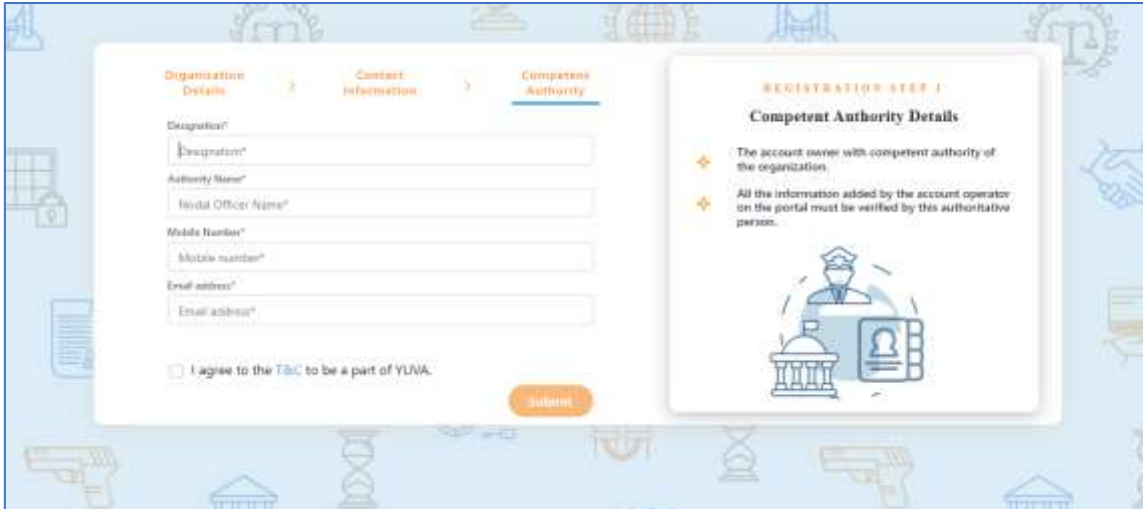 Organization
Details
>
Contact
Information
>
Competent
Authority
Designation*
Designation*
Authority Name*
Nodal Officer Name*
Mobile Number*
Mobile number*
Email address*
Email address*
I agree to the T&C to be a part of YUVA.
Submit
REGISTRATION STEP 3
Competent Authority Details
The account owner with competent authority of
the organization.
All the information added by the account operator
on the portal must be verified by this authoritative
person.